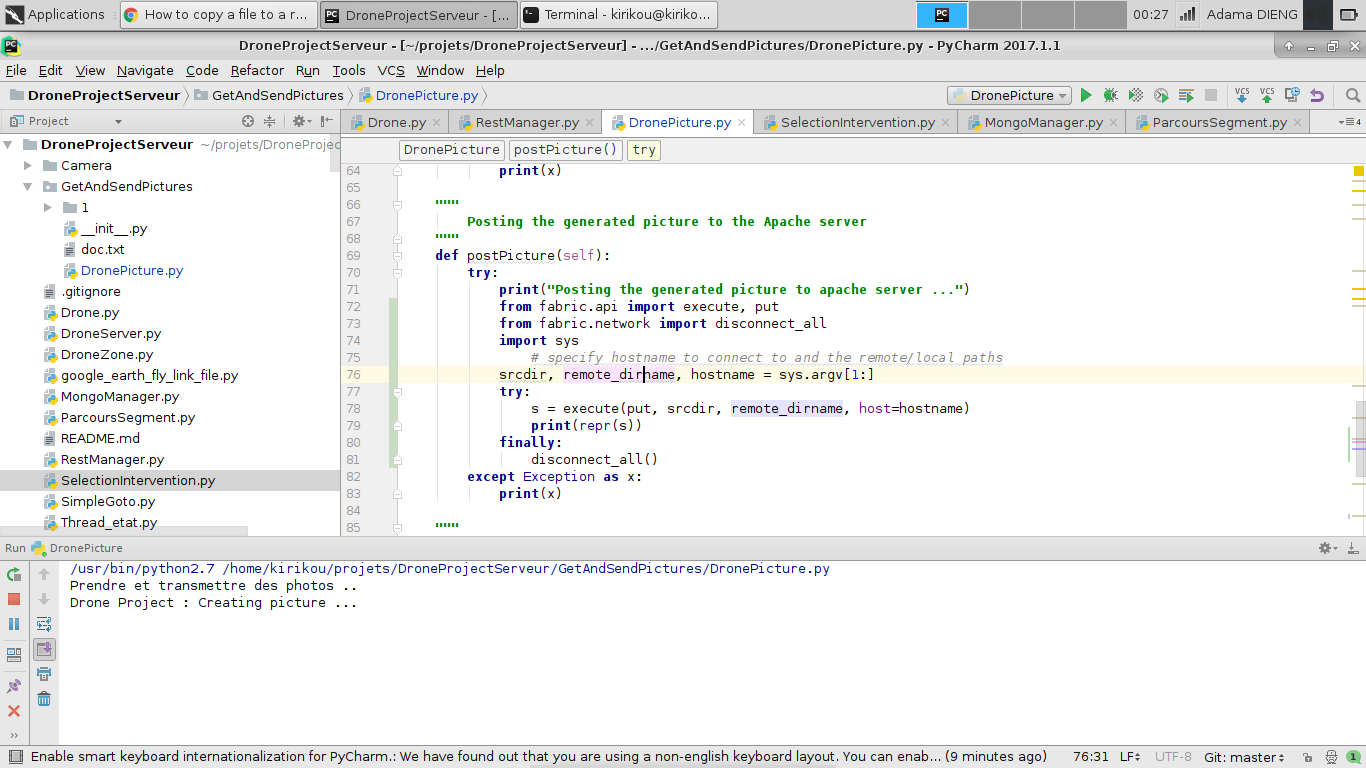 Applications How to copy a file to a r... DroneProjectServeur - [... Terminal - kirikou@kiriko... 00:27 Adama DIENG
DroneProjectServeur - [~/projets/DroneProjectServeur] - .../GetAndSendPictures/DronePicture.py - PyCharm 2017.1.1
File Edit View Navigate Code Refactor Run Tools VCS Window Help
DroneProjectServeur GetAndSendPictures DronePicture.py DronePicture VCS VCS
Project Drone.py RestManager.py DronePicture.py SelectionIntervention.py MongoManager.py ParcoursSegment.py 4
DroneProjectServeur ~/projets/DroneProjec
Camera
GetAndSendPictures
1
__init__.py
doc.txt
DronePicture.py
.gitignore
Drone.py
DroneServer.py
DroneZone.py
google_earth_fly_link_file.py
MongoManager.py
ParcoursSegment.py
README.md
RestManager.py
SelectionIntervention.py
SimpleGoto.py
Thread_etat.py
DronePicture postPicture() try
64 print(x)
65
66 """
67 Posting the generated picture to the Apache server
68 """
69 def postPicture(self):
70 try:
71 print("Posting the generated picture to apache server ...")
72 from fabric.api import execute, put
73 from fabric.network import disconnect_all
74 import sys
75 # specify hostname to connect to and the remote/local paths
76 srcdir, remote_dirname, hostname = sys.argv[1:]
77 try:
78 s = execute(put, srcdir, remote_dirname, host=hostname)
79 print(repr(s))
80 finally:
81 disconnect_all()
82 except Exception as x:
83 print(x)
84
85 """
Run DronePicture
/usr/bin/python2.7 /home/kirikou/projets/DroneProjectServeur/GetAndSendPictures/DronePicture.py
Prendre et transmettre des photos ..
Drone Project : Creating picture ...
Enable smart keyboard internationalization for PyCharm.: We have found out that you are using a non-english keyboard layout. You can enab... (9 minutes ago) 76:31 LF UTF-8 Git: master 1